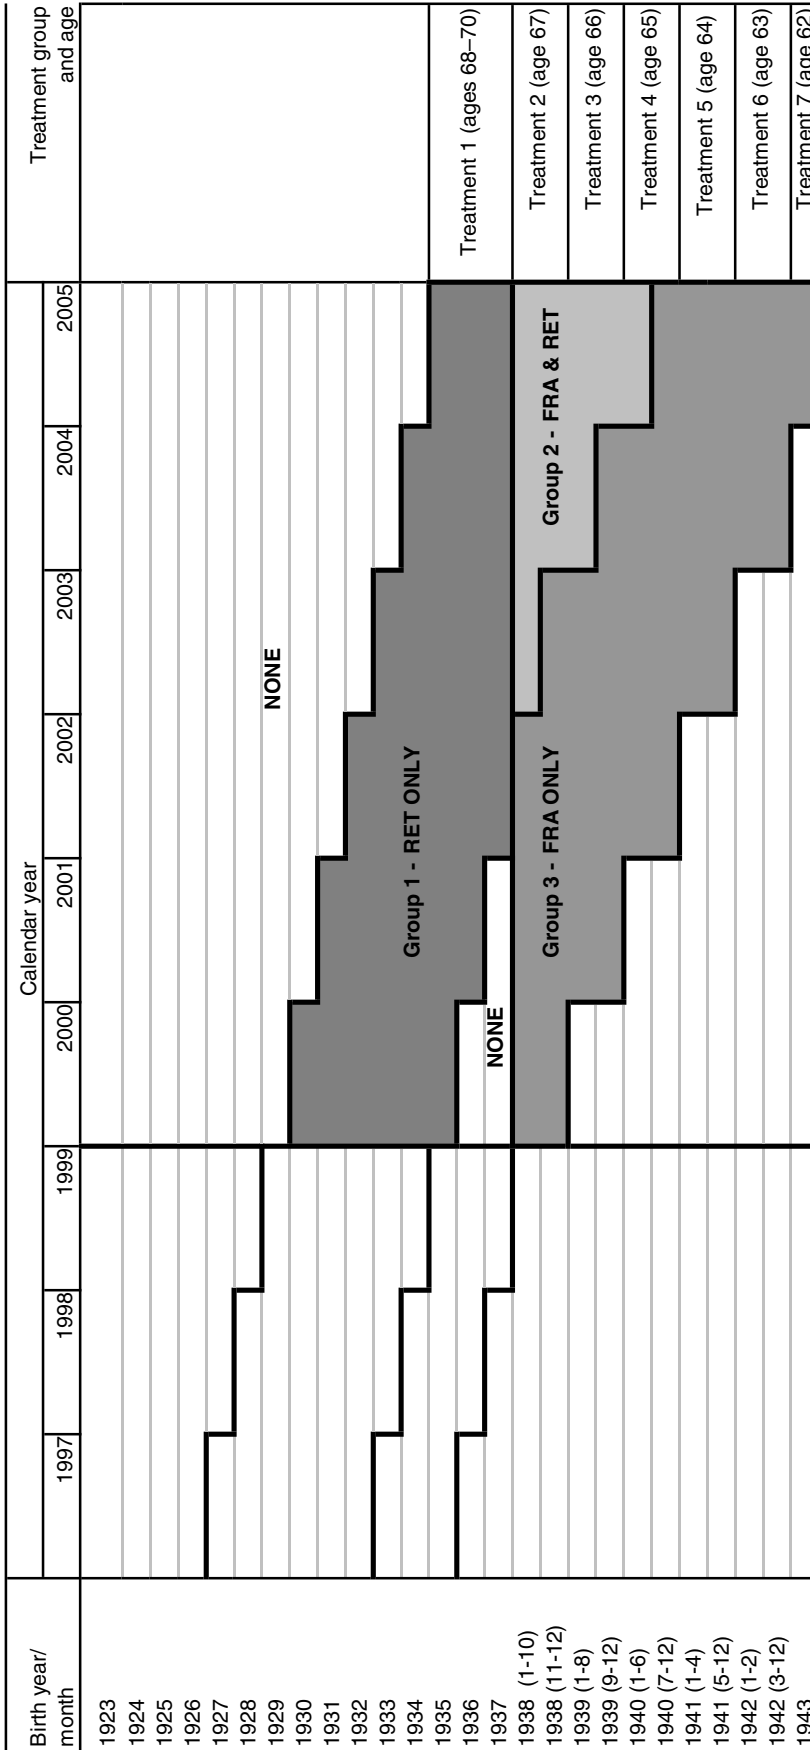 Birth year/
month
Calendar year
Treatment group
and age
1997
1998
1999
2000
2001
2002
2003
2004
2005
1923
1924
1925
1926
1927
1928
1929
NONE
1930
1931
1932
1933
1934
Group 1 - RET ONLY
1935
1936
Treatment 1 (ages 68–70)
1937
NONE
1938 (1-10)
Treatment 2 (age 67)
1938 (11-12)
Group 3 - FRA ONLY
Group 2 - FRA & RET
1939 (1-8)
1939 (9-12)
Treatment 3 (age 66)
1940 (1-6)
1940 (7-12)
Treatment 4 (age 65)
1941 (1-4)
1941 (5-12)
Treatment 5 (age 64)
1942 (1-2)
1942 (3-12)
Treatment 6 (age 63)
1943
Treatment 7 (age 62)